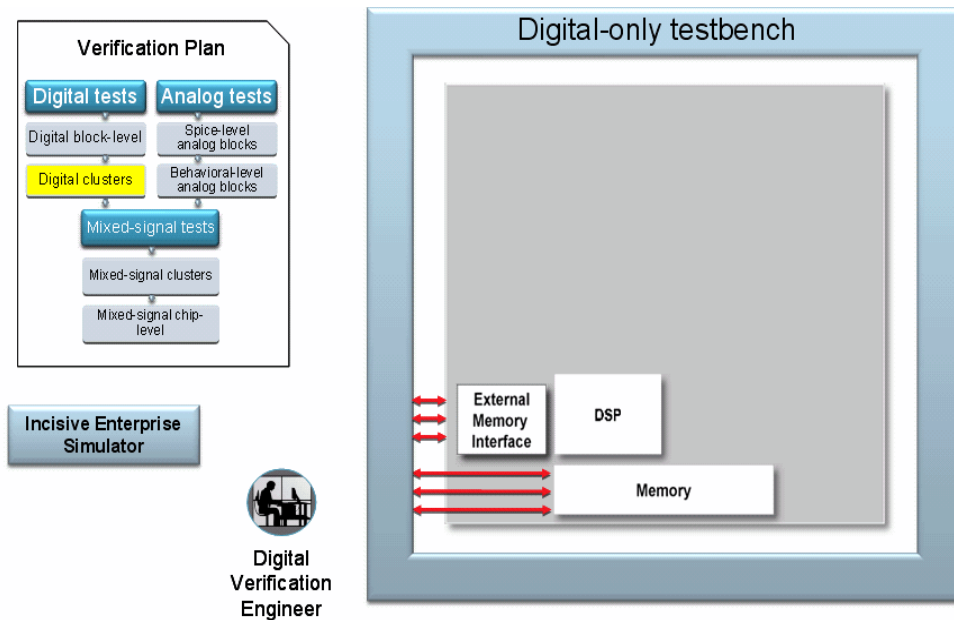 Verification Plan
Digital tests
Analog tests
Digital block-level
Spice-level
analog blocks
Digital clusters
Behavioral-level
analog blocks
Mixed-signal tests
Mixed-signal clusters
Mixed-signal chip-
level
Incisive Enterprise
Simulator
Digital
Verification
Engineer
Digital-only testbench
External
Memory
Interface
DSP
Memory